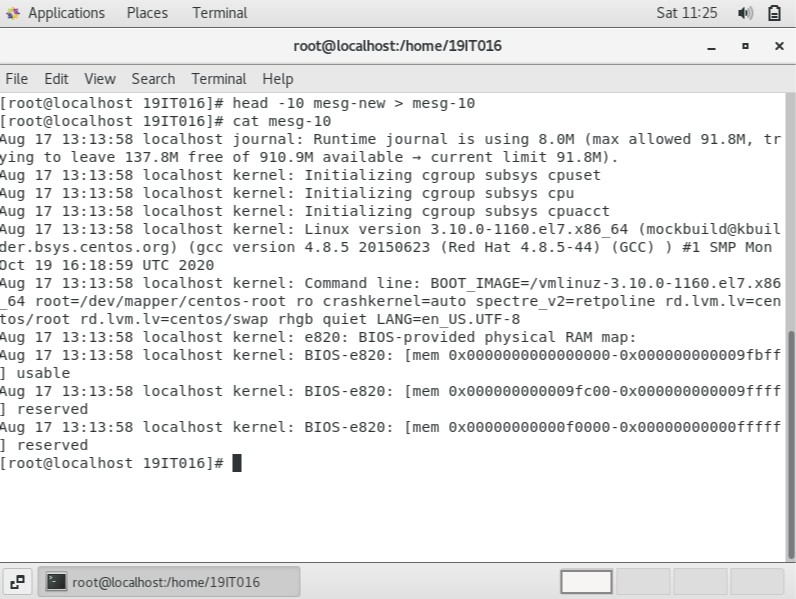 Applications Places Terminal Sat 11:25
root@localhost:/home/19IT016
File Edit View Search Terminal Help
[root@localhost 19IT016]# head -10 mesg-new > mesg-10
[root@localhost 19IT016]# cat mesg-10
Aug 17 13:13:58 localhost journal: Runtime journal is using 8.0M (max allowed 91.8M, tr
ying to leave 137.8M free of 910.9M available → current limit 91.8M).
Aug 17 13:13:58 localhost kernel: Initializing cgroup subsys cpuset
Aug 17 13:13:58 localhost kernel: Initializing cgroup subsys cpu
Aug 17 13:13:58 localhost kernel: Initializing cgroup subsys cpuacct
Aug 17 13:13:58 localhost kernel: Linux version 3.10.0-1160.el7.x86_64 (mockbuild@kbuil
der.bsys.centos.org) (gcc version 4.8.5 20150623 (Red Hat 4.8.5-44) (GCC) ) #1 SMP Mon
Oct 19 16:18:59 UTC 2020
Aug 17 13:13:58 localhost kernel: Command line: BOOT_IMAGE=/vmlinuz-3.10.0-1160.el7.x86
_64 root=/dev/mapper/centos-root ro crashkernel=auto spectre_v2=retpoline rd.lvm.lv=cen
tos/root rd.lvm.lv=centos/swap rhgb quiet LANG=en_US.UTF-8
Aug 17 13:13:58 localhost kernel: e820: BIOS-provided physical RAM map:
Aug 17 13:13:58 localhost kernel: BIOS-e820: [mem 0x0000000000000000-0x000000000009fbff
] usable
Aug 17 13:13:58 localhost kernel: BIOS-e820: [mem 0x000000000009fc00-0x000000000009ffff
] reserved
Aug 17 13:13:58 localhost kernel: BIOS-e820: [mem 0x00000000000f0000-0x00000000000fffff
] reserved
[root@localhost 19IT016]#
root@localhost:/home/19IT016